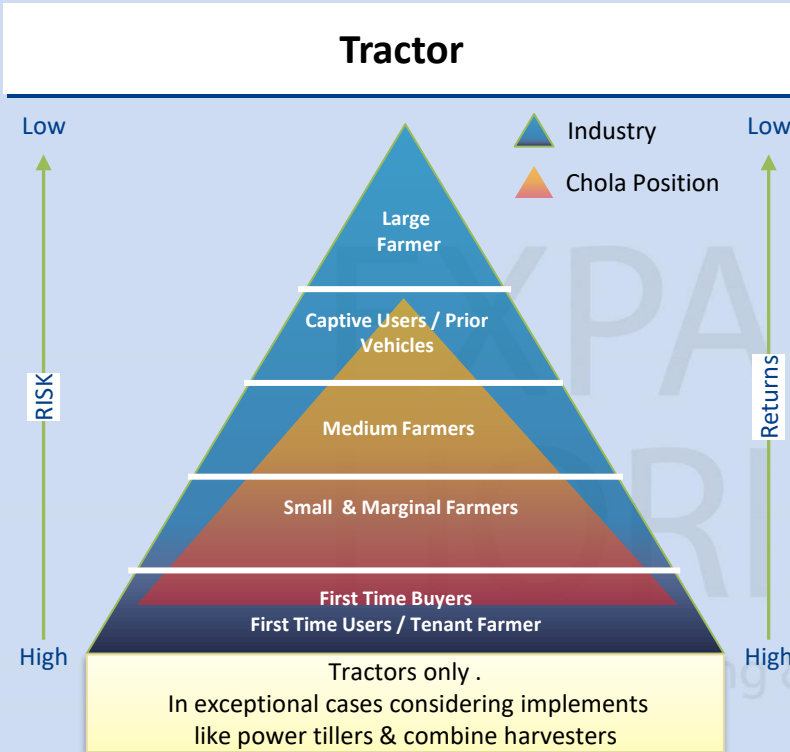 Tractor
Low
Low
Industry
Chola Position
Large
Farmer
Captive Users / Prior
Vehicles
RISK
Returns
Medium Farmers
Small & Marginal Farmers
First Time Buyers
First Time Users / Tenant Farmer
High
High
Tractors only .
In exceptional cases considering implements
like power tillers & combine harvesters